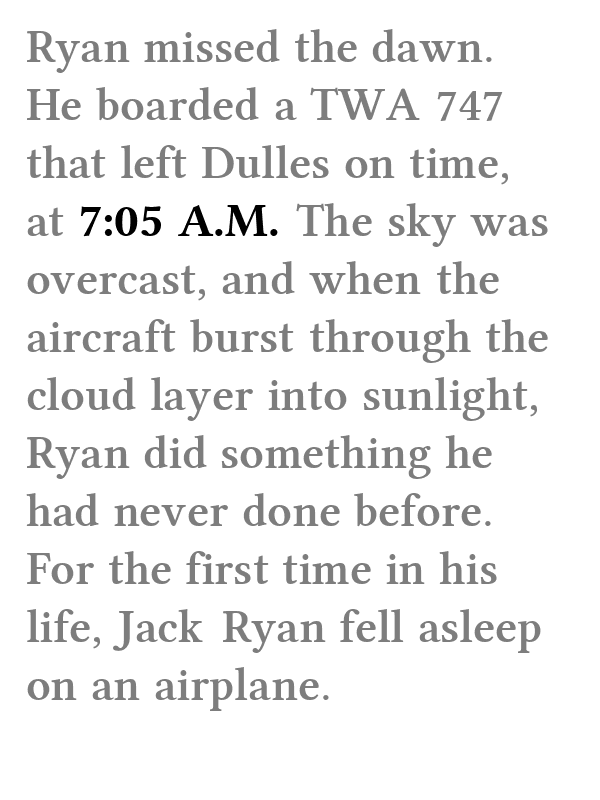 Ryan missed the dawn.
He boarded a TWA 747
that left Dulles on time,
at 7:05 A.M. The sky was
overcast, and when the
aircraft burst through the
cloud layer into sunlight,
Ryan did something he
had never done before.
For the first time in his
life, Jack Ryan fell asleep
on an airplane.